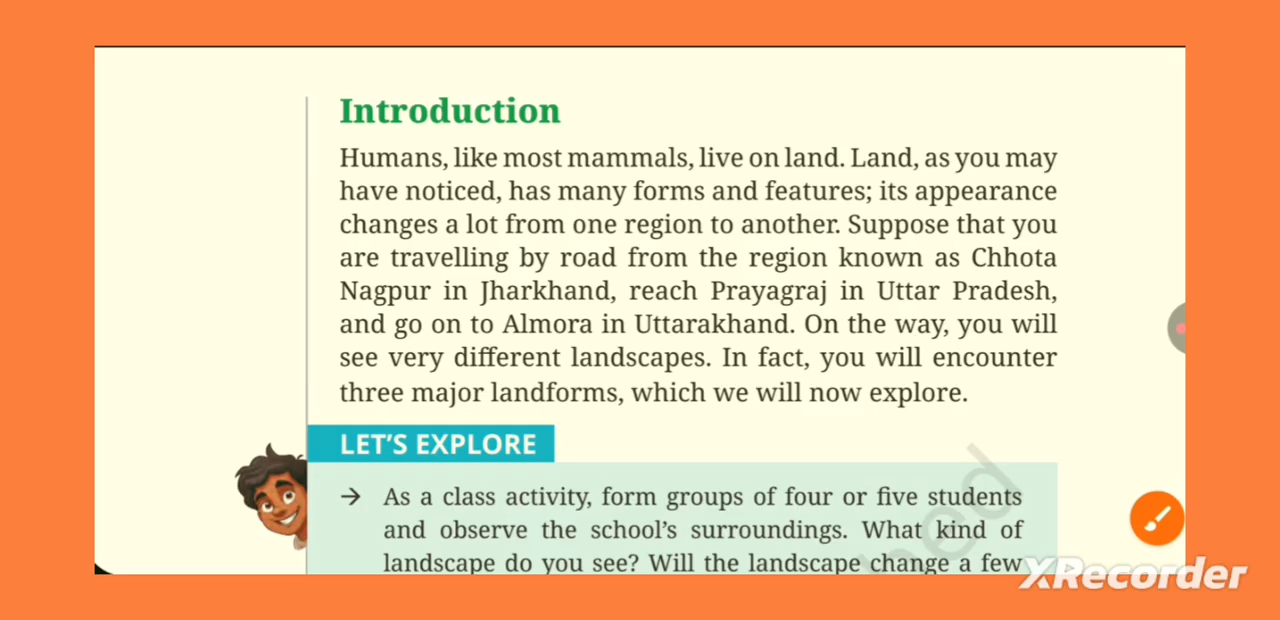 Introduction
Humans, like most mammals, live on land. Land, as you may
have noticed, has many forms and features; its appearance
changes a lot from one region to another. Suppose that you
are travelling by road from the region known as Chhota
Nagpur in Jharkhand, reach Prayagraj in Uttar Pradesh,
and go on to Almora in Uttarakhand. On the way, you will
see very different landscapes. In fact, you will encounter
three major landforms, which we will now explore.
LET'S EXPLORE
→ As a class activity, form groups of four or five students
and observe the school's surroundings. What kind of
landscape do you see? Will the landscape change a few
XRecorder